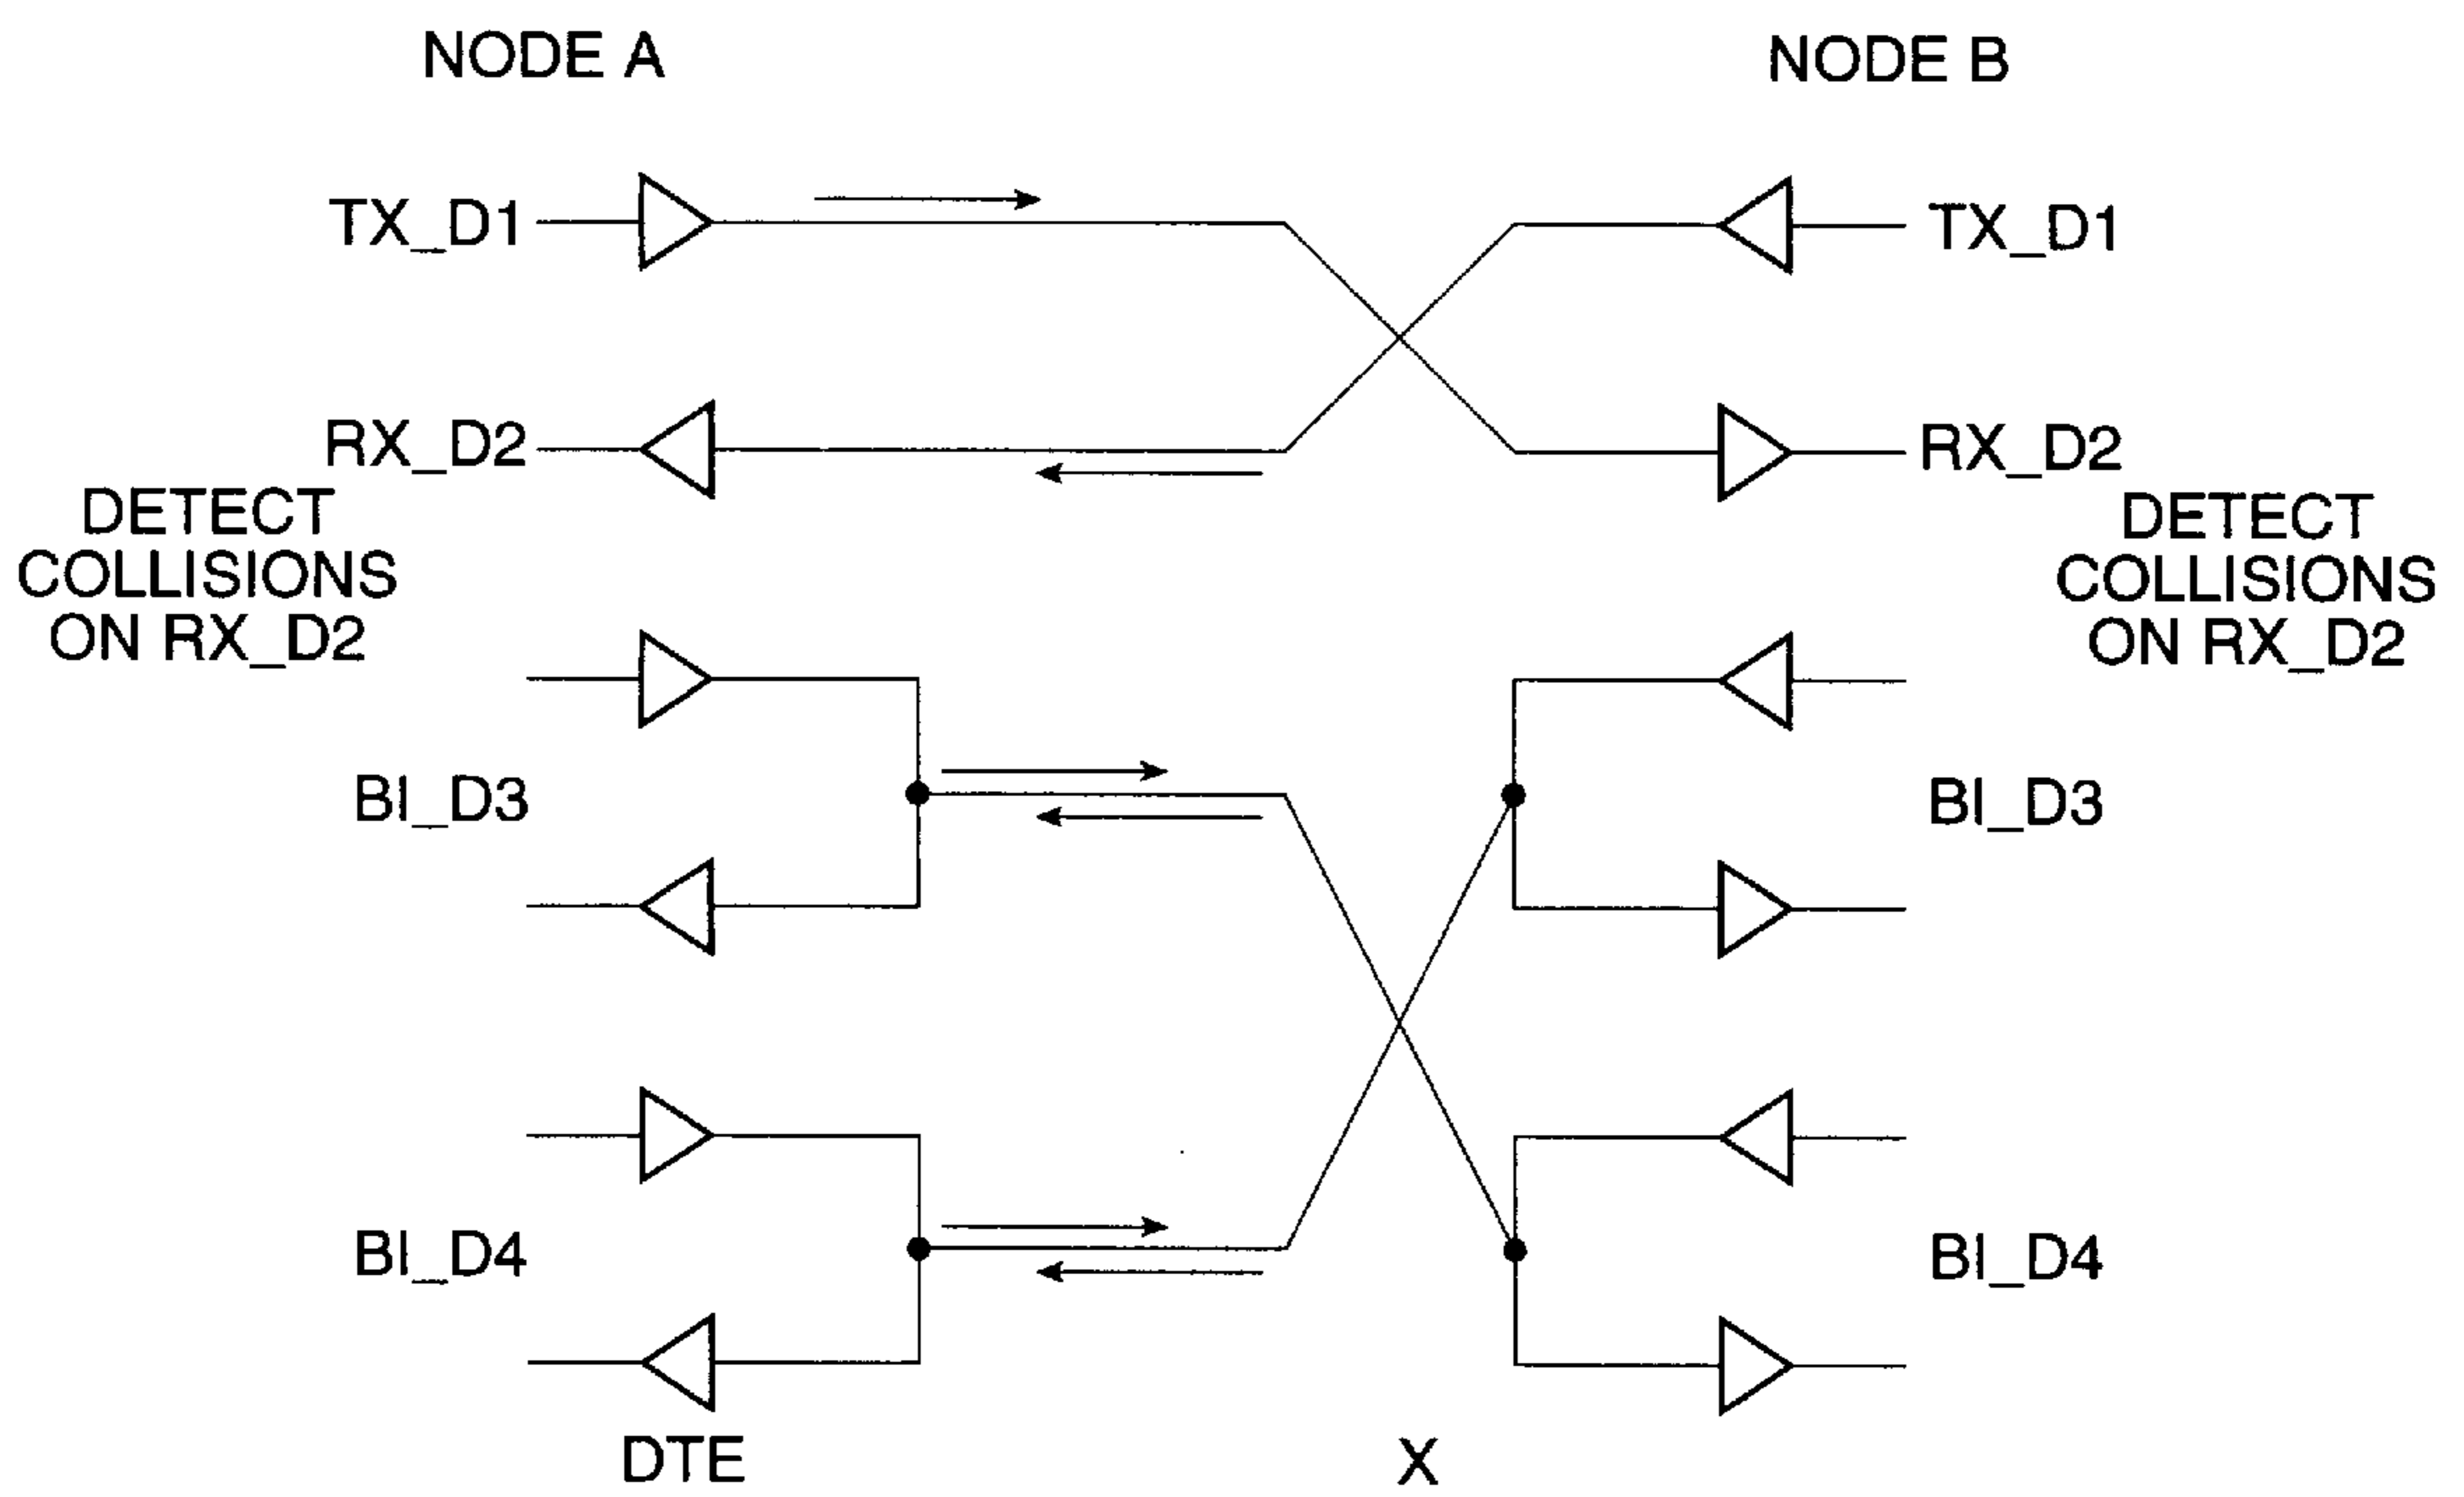 NODE A
NODE B
TX_D1
TX_D1
RX_D2
RX_D2
DETECT
COLLISIONS
ON RX_D2
DETECT
COLLISIONS
ON RX_D2
BI_D3
BI_D3
BI_D4
BI_D4
DTE
X